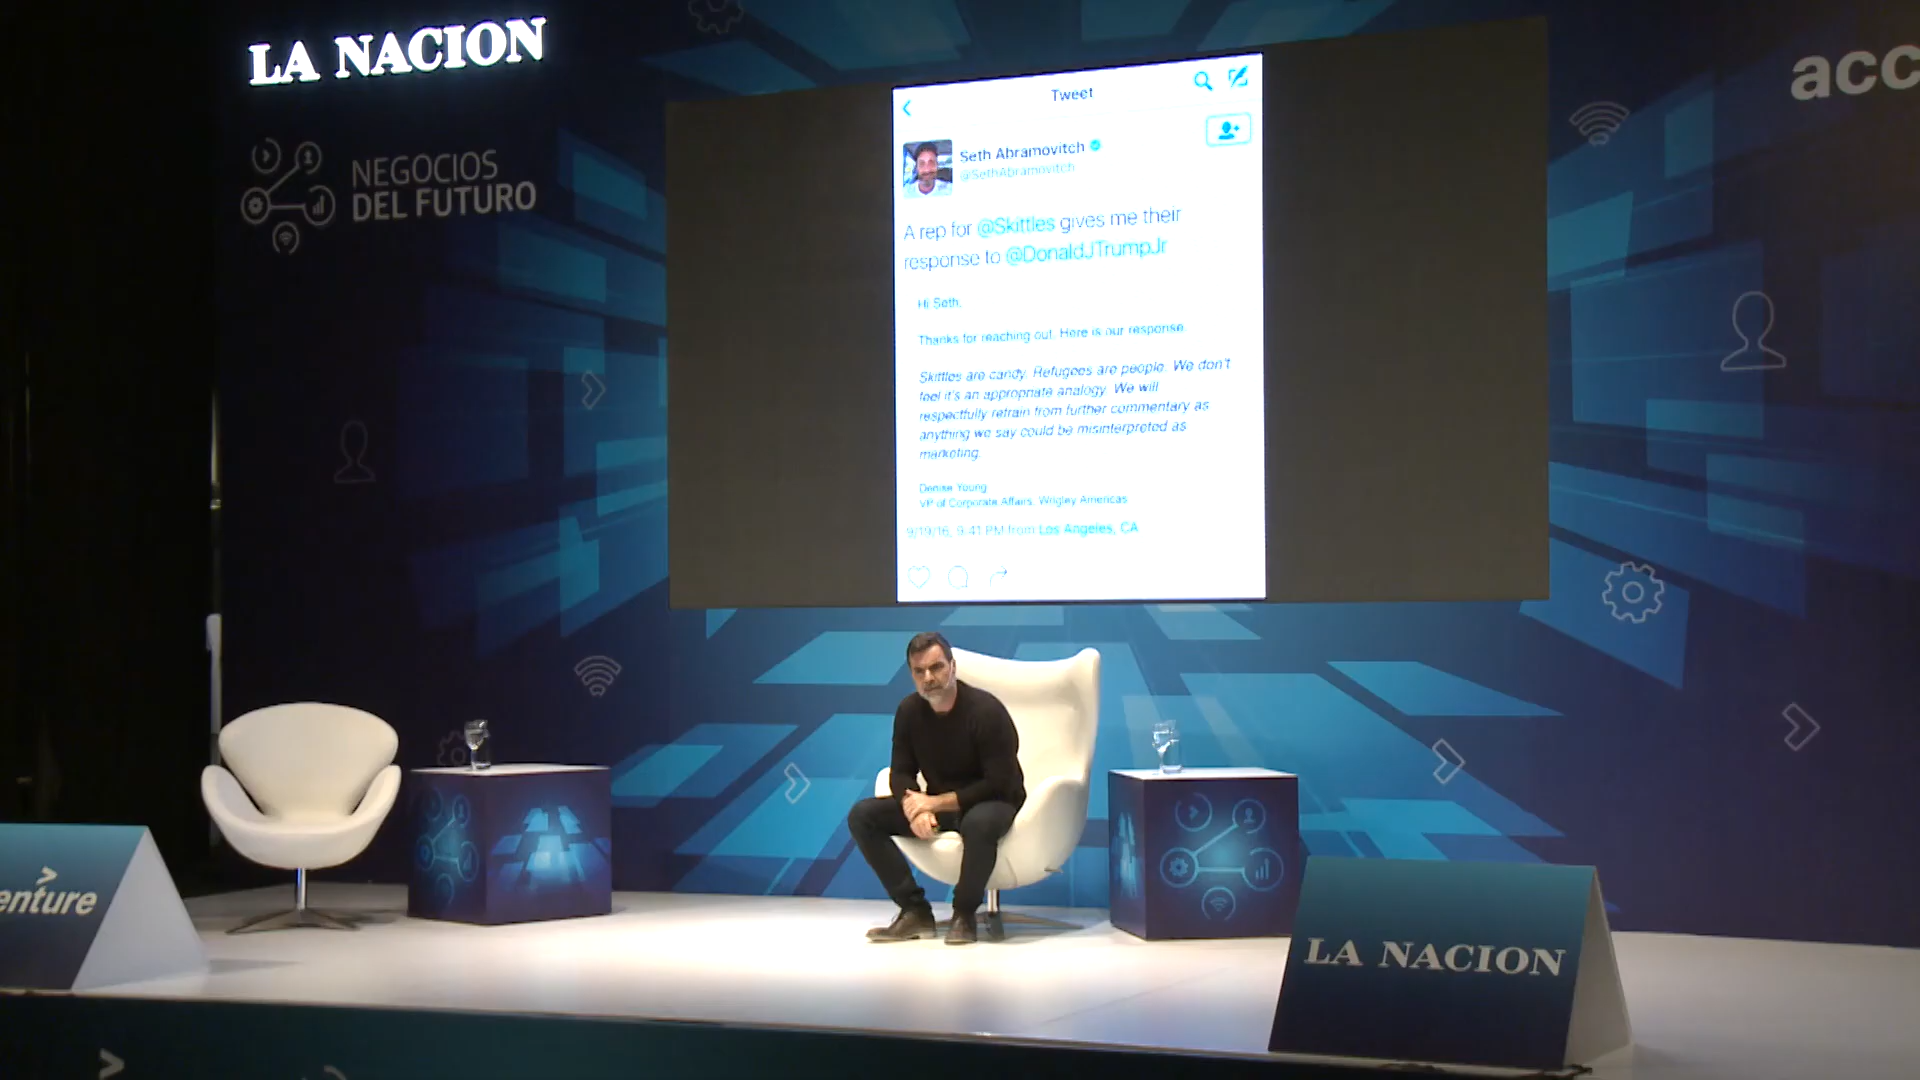 LA NACION
NEGOCIOS
DEL FUTURO
acc
Tweet
Seth Abramovitch
@SethAbramovitch
A rep for @Skittles gives me their
response to @DonaldJTrumpJr
Hi Seth,
Thanks for reaching out. Here is our response.
Skittles are candy. Refugees are people. We don't
feel it's an appropriate analogy. We will
respectfully refrain from further commentary as
anything we say could be misinterpreted as
marketing.
Denise Young
VP of Corporate Affairs, Wrigley Americas
9/19/16, 9:41 PM from Los Angeles, CA
enture
LA NACION